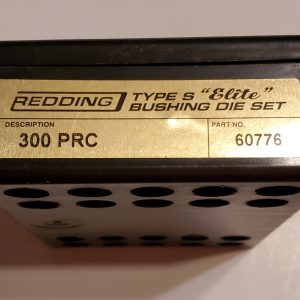 REDDING TYPE S "Elite"
BUSHING DIE SET
DESCRIPTION PART NO.
300 PRC 60776